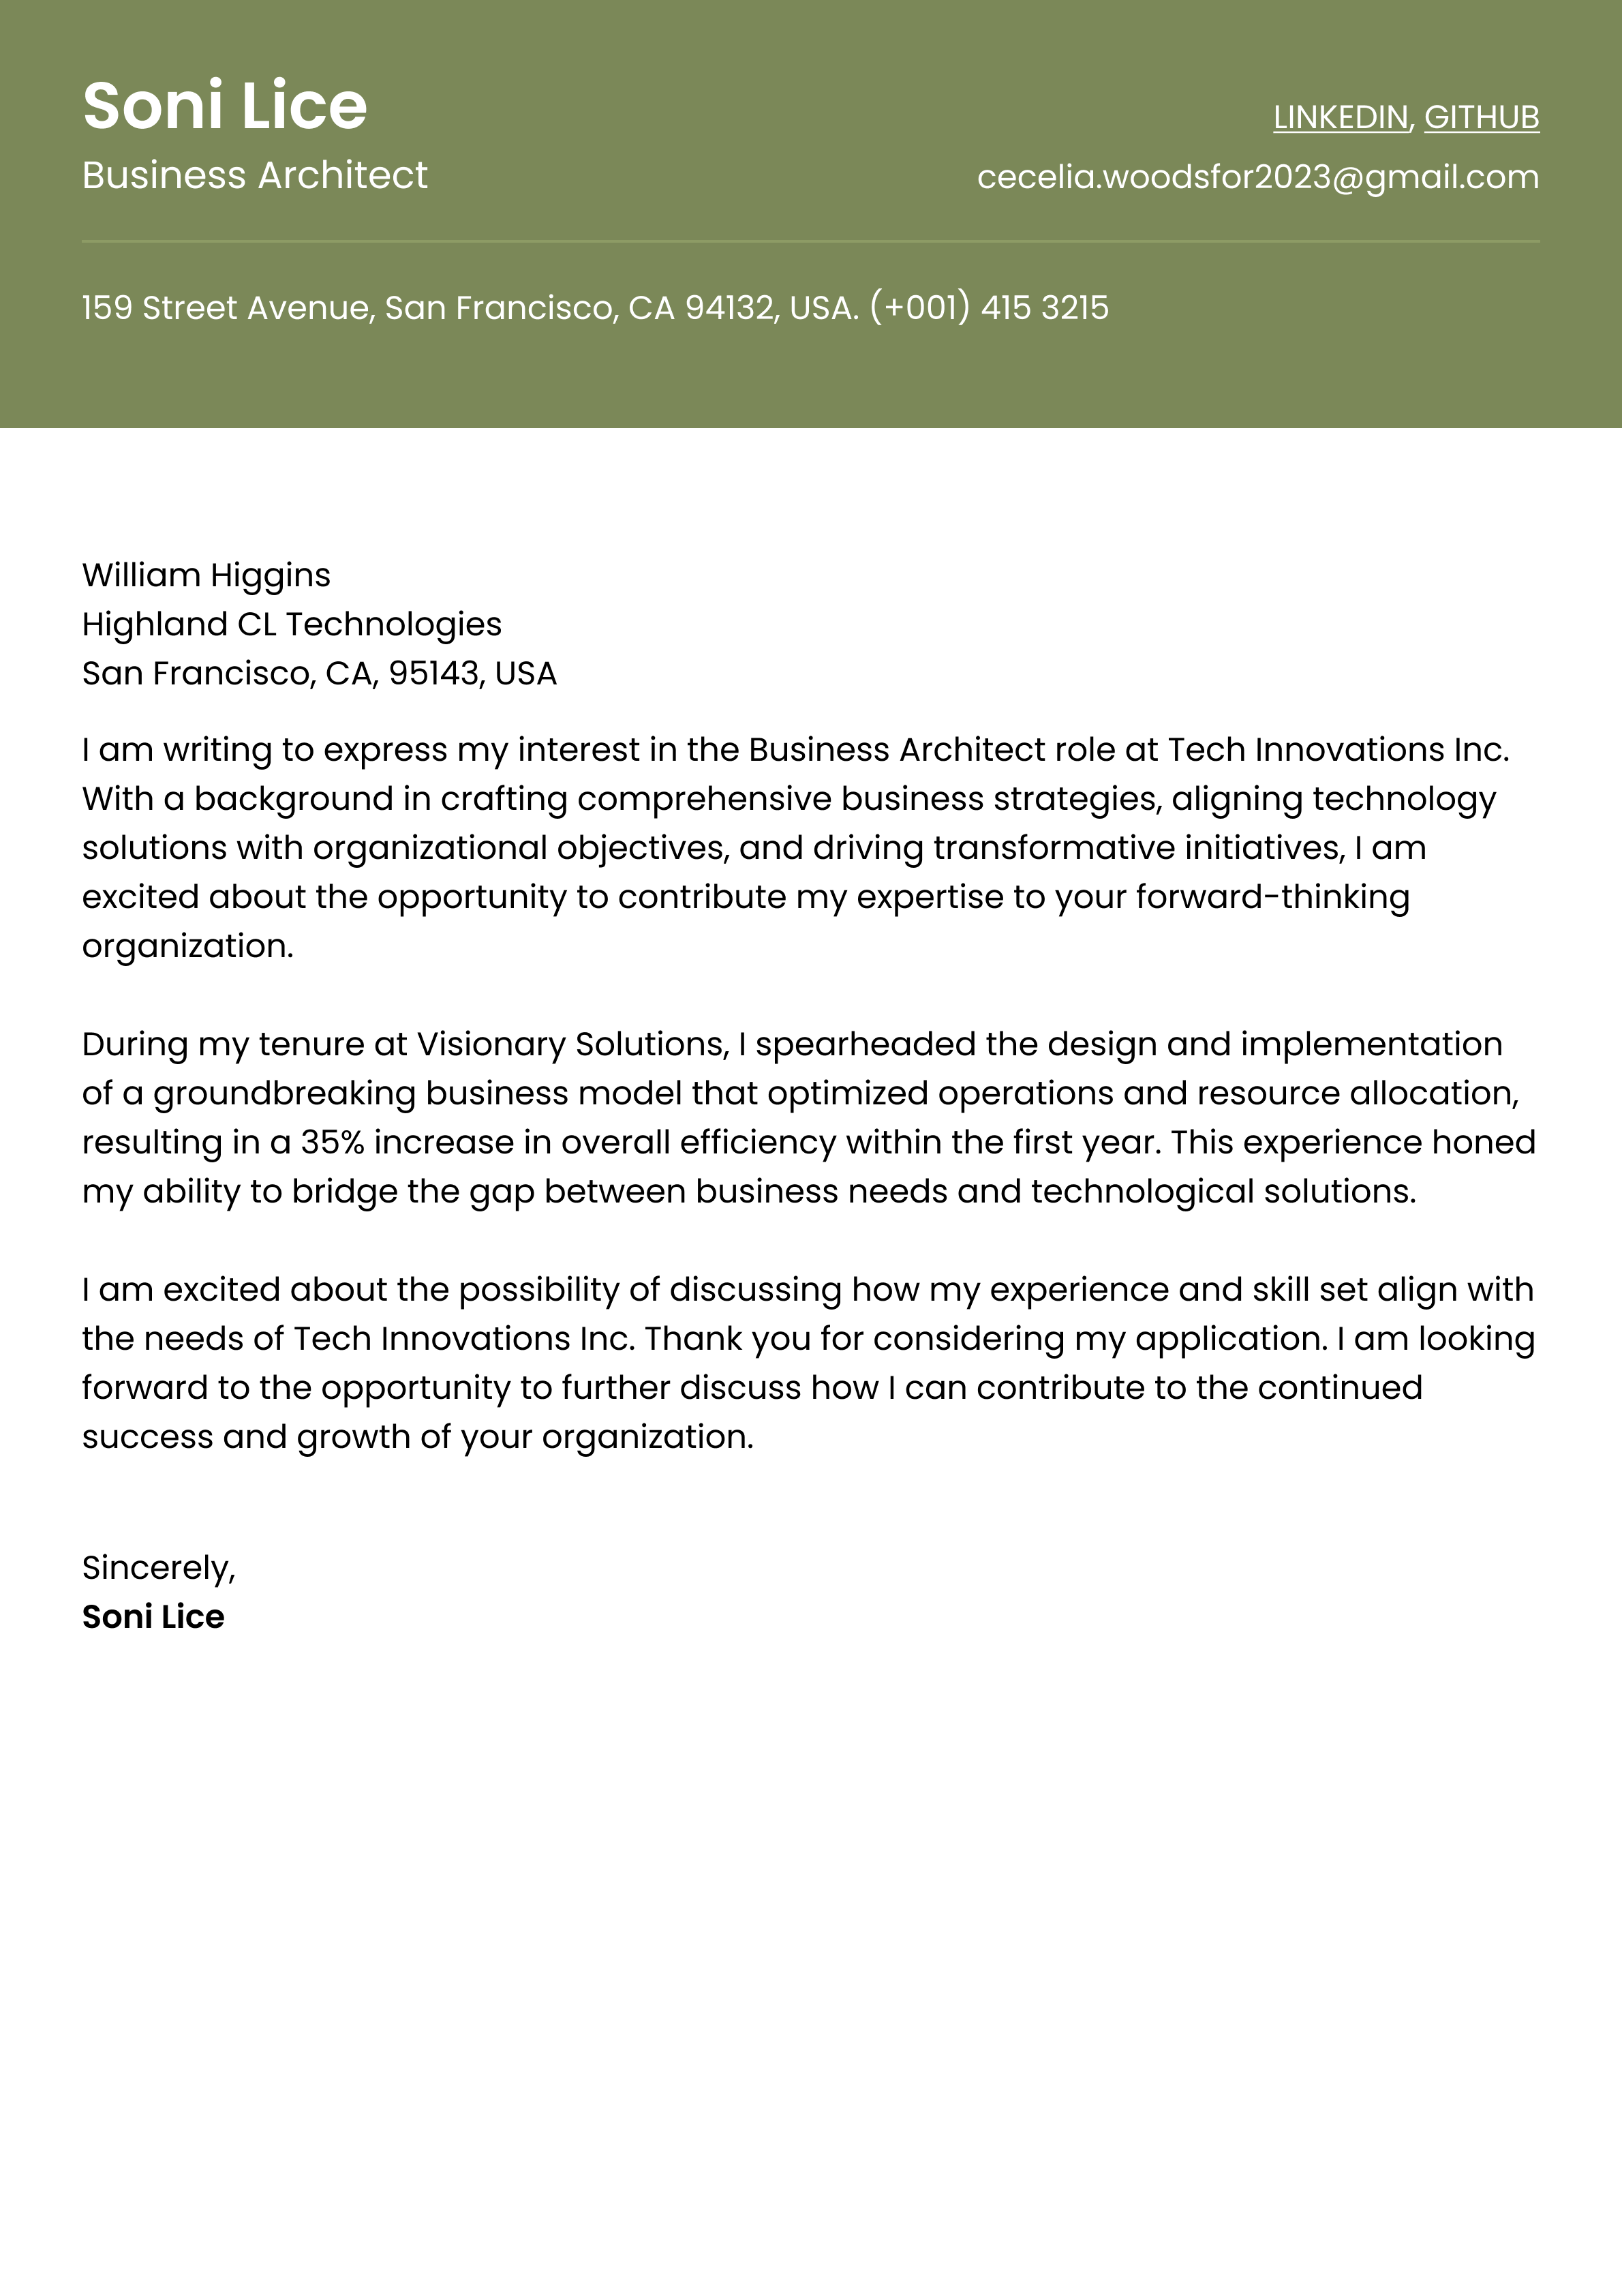 Soni Lice
Business Architect
LINKEDIN, GITHUB
cecelia.woodsfor2023@gmail.com
159 Street Avenue, San Francisco, CA 94132, USA. (+001) 415 3215
William Higgins
Highland CL Technologies
San Francisco, CA, 95143, USA
I am writing to express my interest in the Business Architect role at Tech Innovations Inc.
With a background in crafting comprehensive business strategies, aligning technology
solutions with organizational objectives, and driving transformative initiatives, I am
excited about the opportunity to contribute my expertise to your forward-thinking
organization.
During my tenure at Visionary Solutions, I spearheaded the design and implementation
of a groundbreaking business model that optimized operations and resource allocation,
resulting in a 35% increase in overall efficiency within the first year. This experience honed
my ability to bridge the gap between business needs and technological solutions.
I am excited about the possibility of discussing how my experience and skill set align with
the needs of Tech Innovations Inc. Thank you for considering my application. I am looking
forward to the opportunity to further discuss how I can contribute to the continued
success and growth of your organization.
Sincerely,
Soni Lice